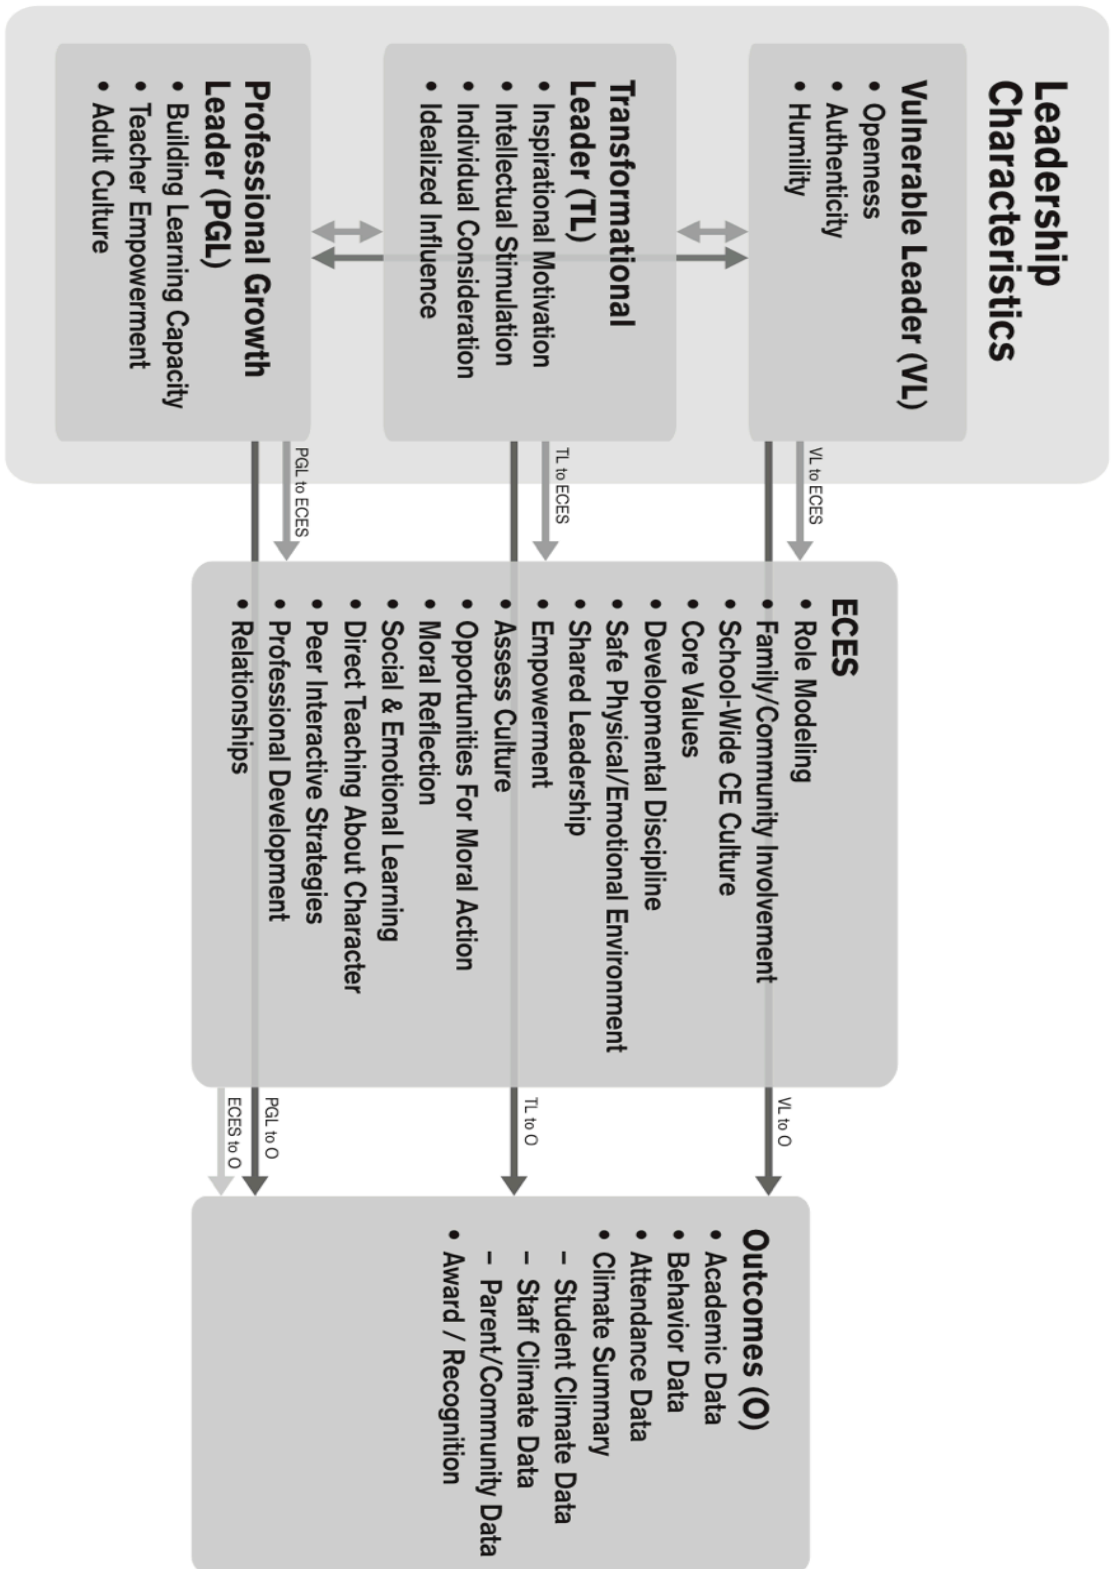 Leadership
Characteristics
Vulnerable Leader (VL)
• Openness
• Authenticity
• Humility
Transformational
Leader (TL)
• Inspirational Motivation
• Intellectual Stimulation
• Individual Consideration
• Idealized Influence
Professional Growth
Leader (PGL)
• Building Learning Capacity
• Teacher Empowerment
• Adult Culture
VL to ECES
TL to ECES
PGL to ECES
ECES
• Role Modeling
• Family/Community Involvement
• School-Wide CE Culture
• Core Values
• Developmental Discipline
• Safe Physical/Emotional Environment
• Shared Leadership
• Empowerment
• Assess Culture
• Opportunities For Moral Action
• Moral Reflection
• Social & Emotional Learning
• Direct Teaching About Character
• Peer Interactive Strategies
• Professional Development
• Relationships
VL to O
TL to O
PGL to O
ECES to O
Outcomes (O)
• Academic Data
• Behavior Data
• Attendance Data
• Climate Summary
– Student Climate Data
– Staff Climate Data
– Parent/Community Data
• Award / Recognition